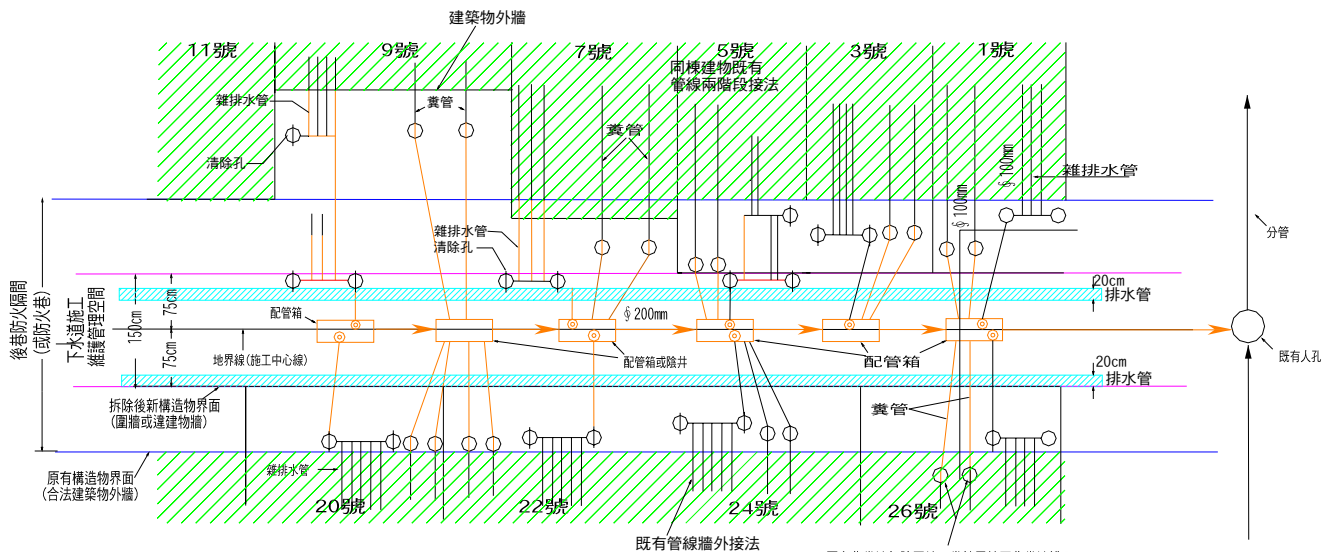 建築物外牆
11號
9號
7號
5號
3號
1號
同棟建物既有
管線兩階段接法
雜排水管
糞管
清除孔
糞管
∮100mm
雜排水管
∮100mm
雜排水管
清除孔
分管
後巷防火隔間
(或防火巷)
下水道施工
維護管理空間
150cm
75cm
75cm
20cm
排水管
配管箱
∮200mm
地界線(施工中心線)
配管箱或陰井
配管箱
既有人孔
20cm
排水管
拆除後新構造物界面
(圍牆或違建物牆)
糞管
原有構造物界面
(合法建築物外牆)
雜排水管
20號
22號
24號
26號
既有管線牆外接法